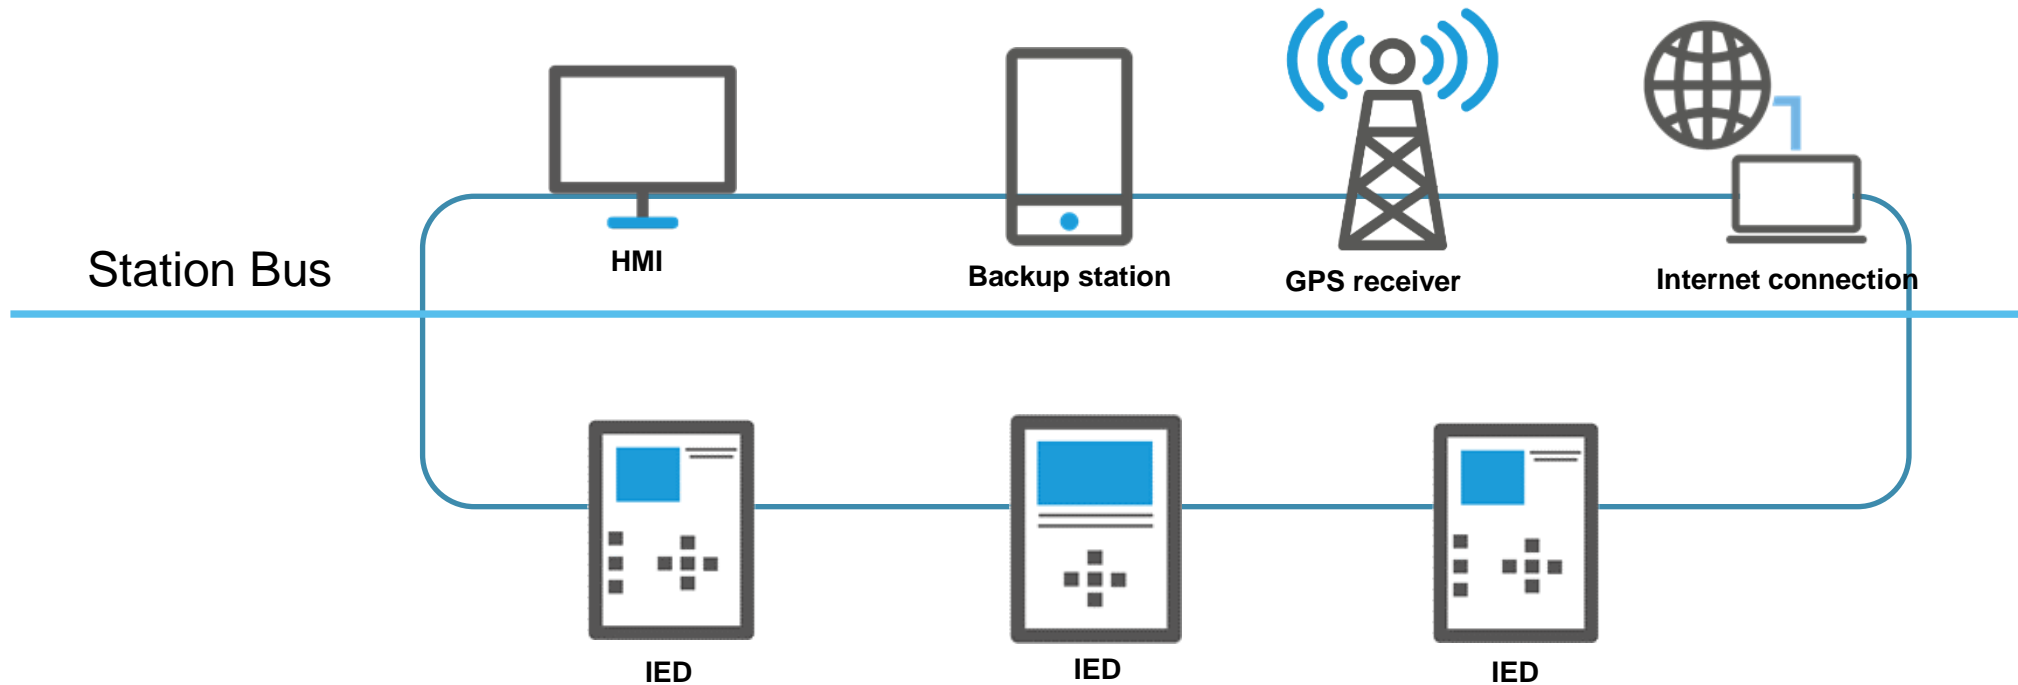 Station Bus
HMI
Backup station
GPS receiver
Internet connection
IED
IED
IED